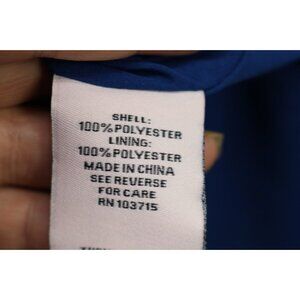 SHELL:
100% POLYESTER
LINING:
100% POLYESTER
MADE IN CHINA
SEE REVERSE
FOR CARE
RN 103715